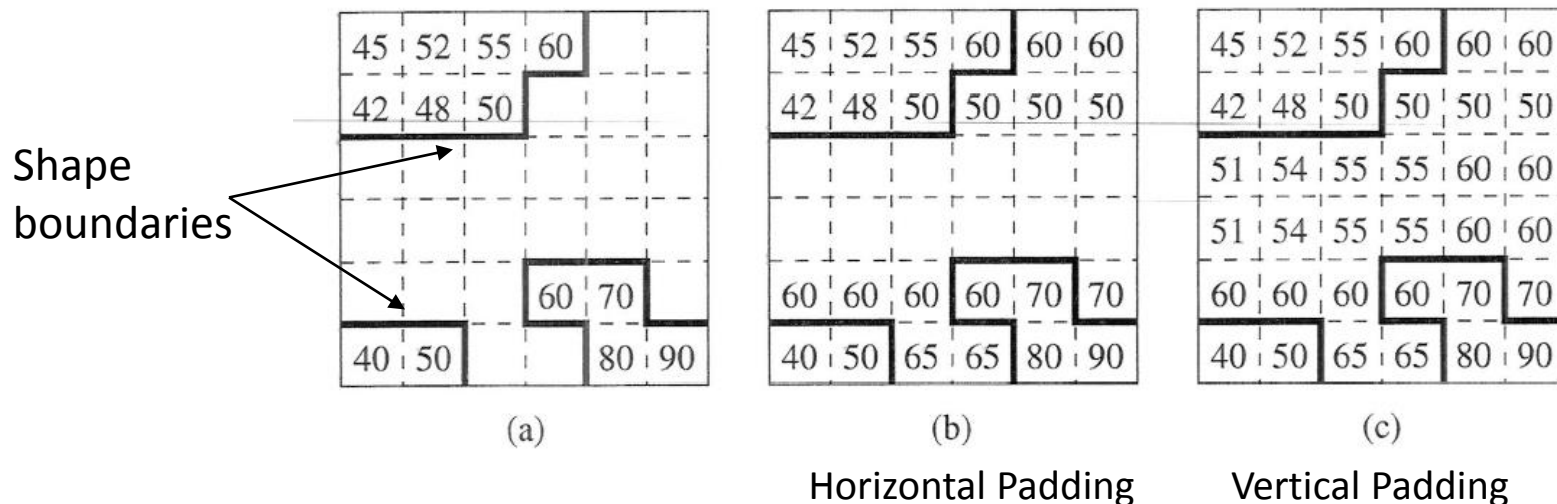 45 52 55 60
42 48 50
60 70
40 50 80 90
(a)
45 52 55 60 60 60
42 48 50 50 50 50
60 60 60 60 70 70
40 50 65 65 80 90
(b)
Horizontal Padding
45 52 55 60 60 60
42 48 50 50 50 50
51 54 55 55 60 60
51 54 55 55 60 60
60 60 60 60 70 70
40 50 65 65 80 90
(c)
Vertical Padding
Shape
boundaries